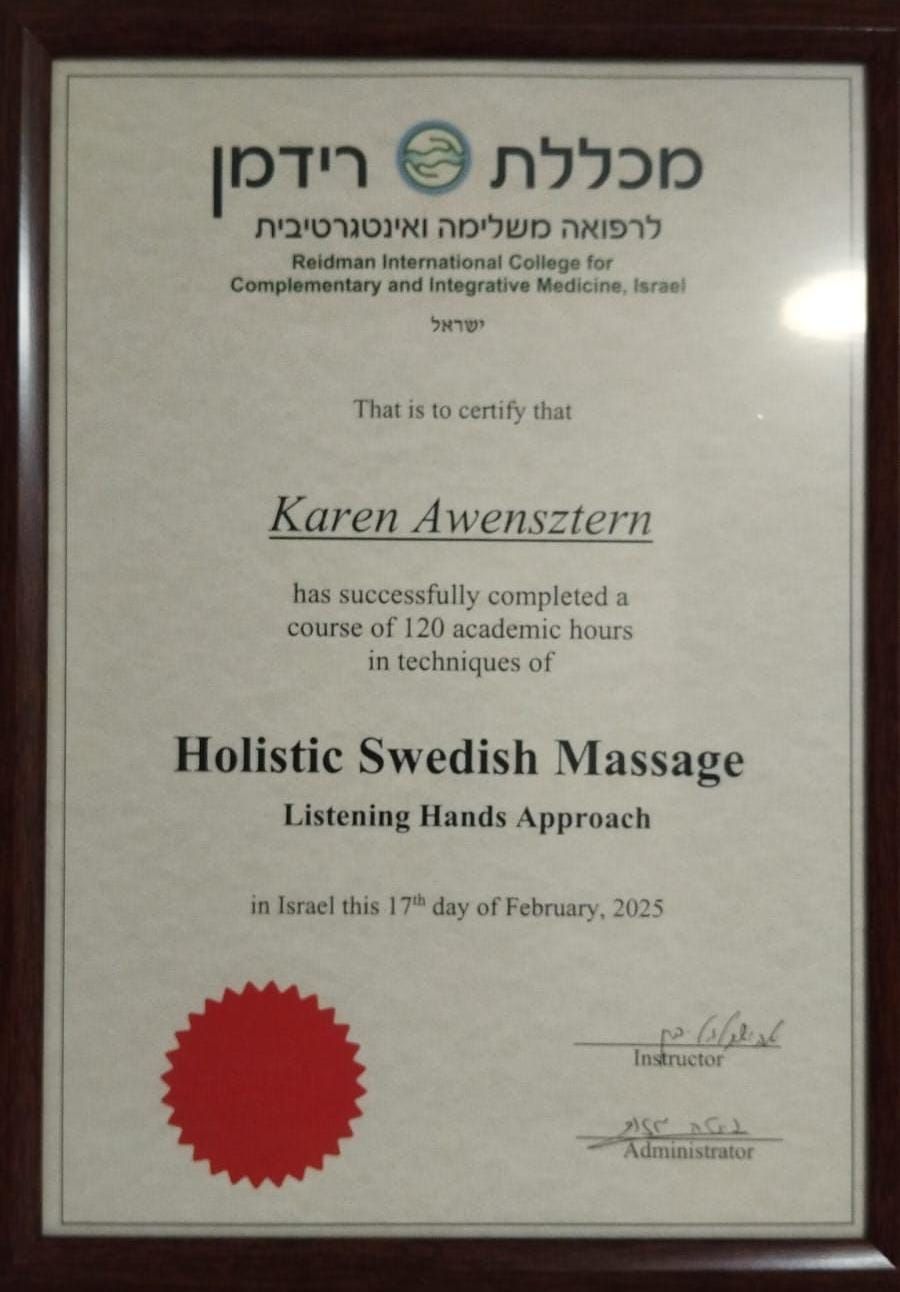 מכללת רידמן
לרפואה משלימה ואינטגרטיבית
Reidman International College for
Complementary and Integrative Medicine, Israel
ישראל
That is to certify that
Karen Awensztern
has successfully completed a
course of 120 academic hours
in techniques of
Holistic Swedish Massage
Listening Hands Approach
in Israel this 17th day of February, 2025
Instructor
Administrator